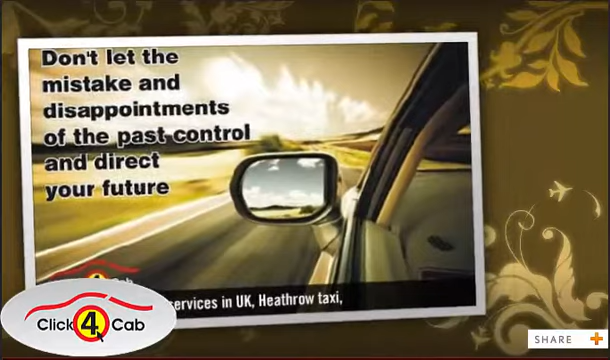 Don't let the
mistake and
disappointments
of the past control
and direct
your future
services in UK, Heathrow taxi,
Click 4 Cab
SHARE